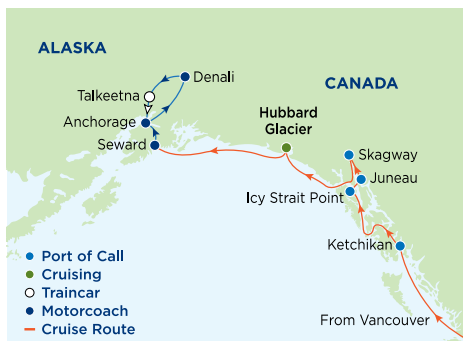 ALASKA
Denali
CANADA
Talkeetna
Hubbard
Glacier
Anchorage
Seward
Skagway
Juneau
Icy Strait Point
Ketchikan
Port of Call
Cruising
Traincar
Motorcoach
Cruise Route
From Vancouver